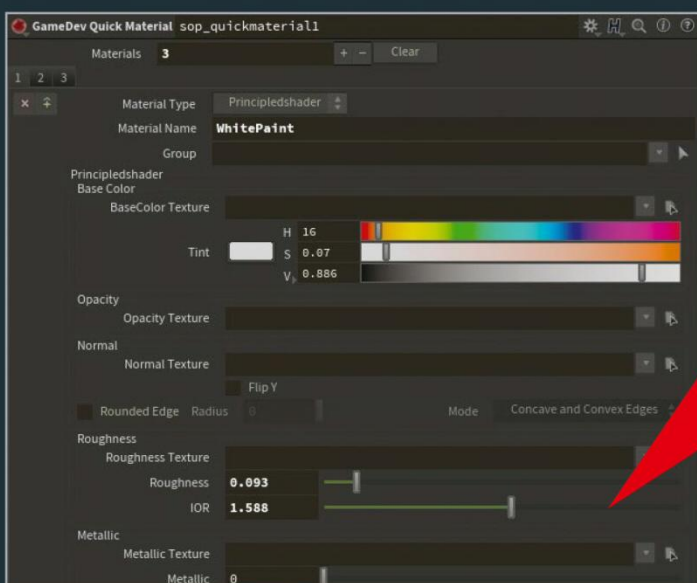 GameDev Quick Material sop_quickmaterial1
Materials 3 + - Clear
1 2 3
Material Type Principledshader
Material Name WhitePaint
Group
Principledshader
Base Color
BaseColor Texture
H 16
Tint S 0.07
V 0.886
Opacity
Opacity Texture
Normal
Normal Texture
Flip Y
Rounded Edge Radius 0 Mode Concave and Convex Edges
Roughness
Roughness Texture
Roughness 0.093
IOR 1.588
Metallic
Metallic Texture
Metallic 0